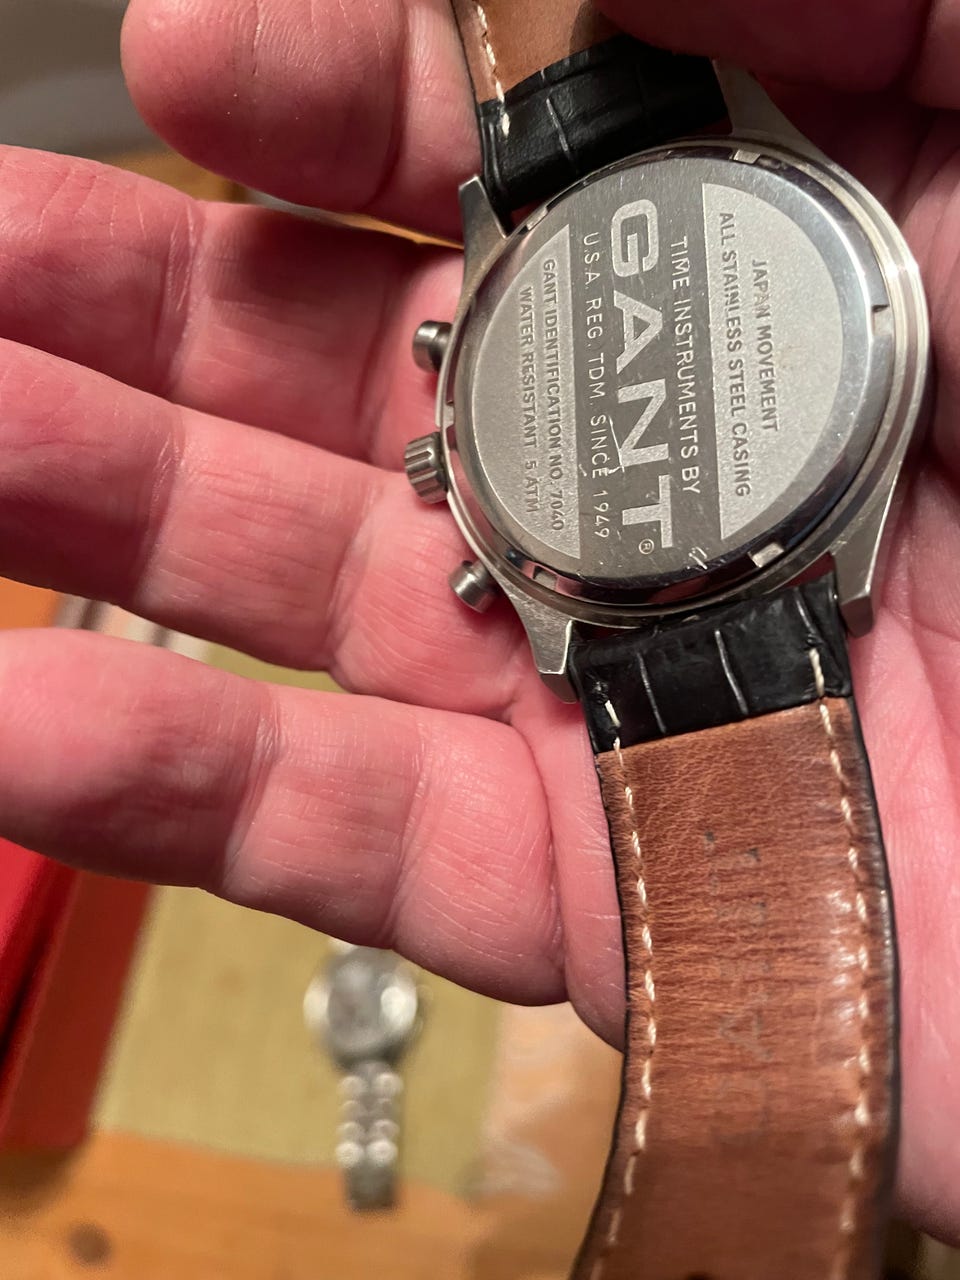 JAPAN MOVEMENT
ALL STAINLESS STEEL CASING
TIME INSTRUMENTS BY
GANT®
U.S.A. REG. TDM. SINCE 1949
GANT IDENTIFICATION NO. 7040
WATER RESISTANT 5 ATM